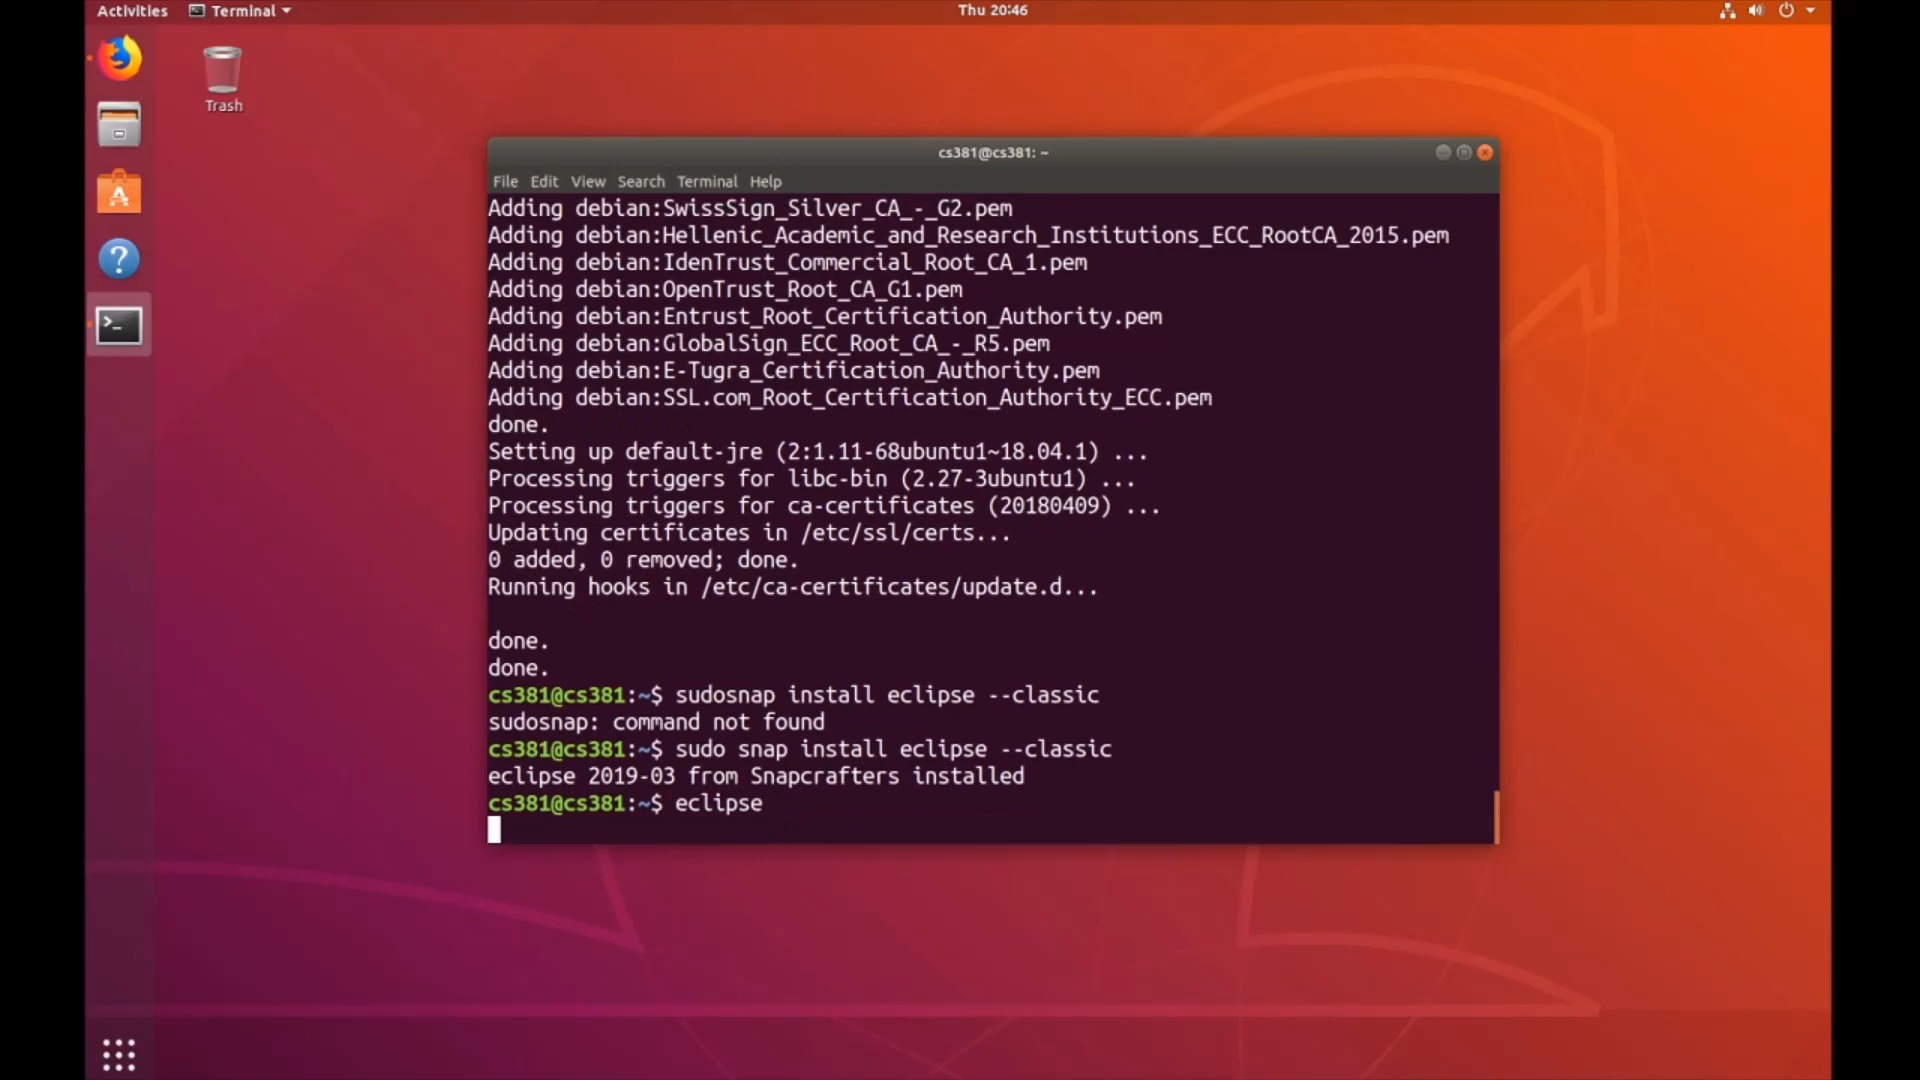 Activities
Terminal
Thu 20:46
Trash
cs381@cs381: ~
File Edit View Search Terminal Help
Adding debian:SwissSign_Silver_CA_-_G2.pem
Adding debian:Hellenic_Academic_and_Research_Institutions_ECC_RootCA_2015.pem
Adding debian:IdenTrust_Commercial_Root_CA_1.pem
Adding debian:OpenTrust_Root_CA_G1.pem
Adding debian:Entrust_Root_Certification_Authority.pem
Adding debian:GlobalSign_ECC_Root_CA_-_R5.pem
Adding debian:E-Tugra_Certification_Authority.pem
Adding debian:SSL.com_Root_Certification_Authority_ECC.pem
done.
Setting up default-jre (2:1.11-68ubuntu1~18.04.1) ...
Processing triggers for libc-bin (2.27-3ubuntu1) ...
Processing triggers for ca-certificates (20180409) ...
Updating certificates in /etc/ssl/certs...
0 added, 0 removed; done.
Running hooks in /etc/ca-certificates/update.d...
done.
done.
cs381@cs381:~$ sudosnap install eclipse --classic
sudosnap: command not found
cs381@cs381:~$ sudo snap install eclipse --classic
eclipse 2019-03 from Snapcrafters installed
cs381@cs381:~$ eclipse